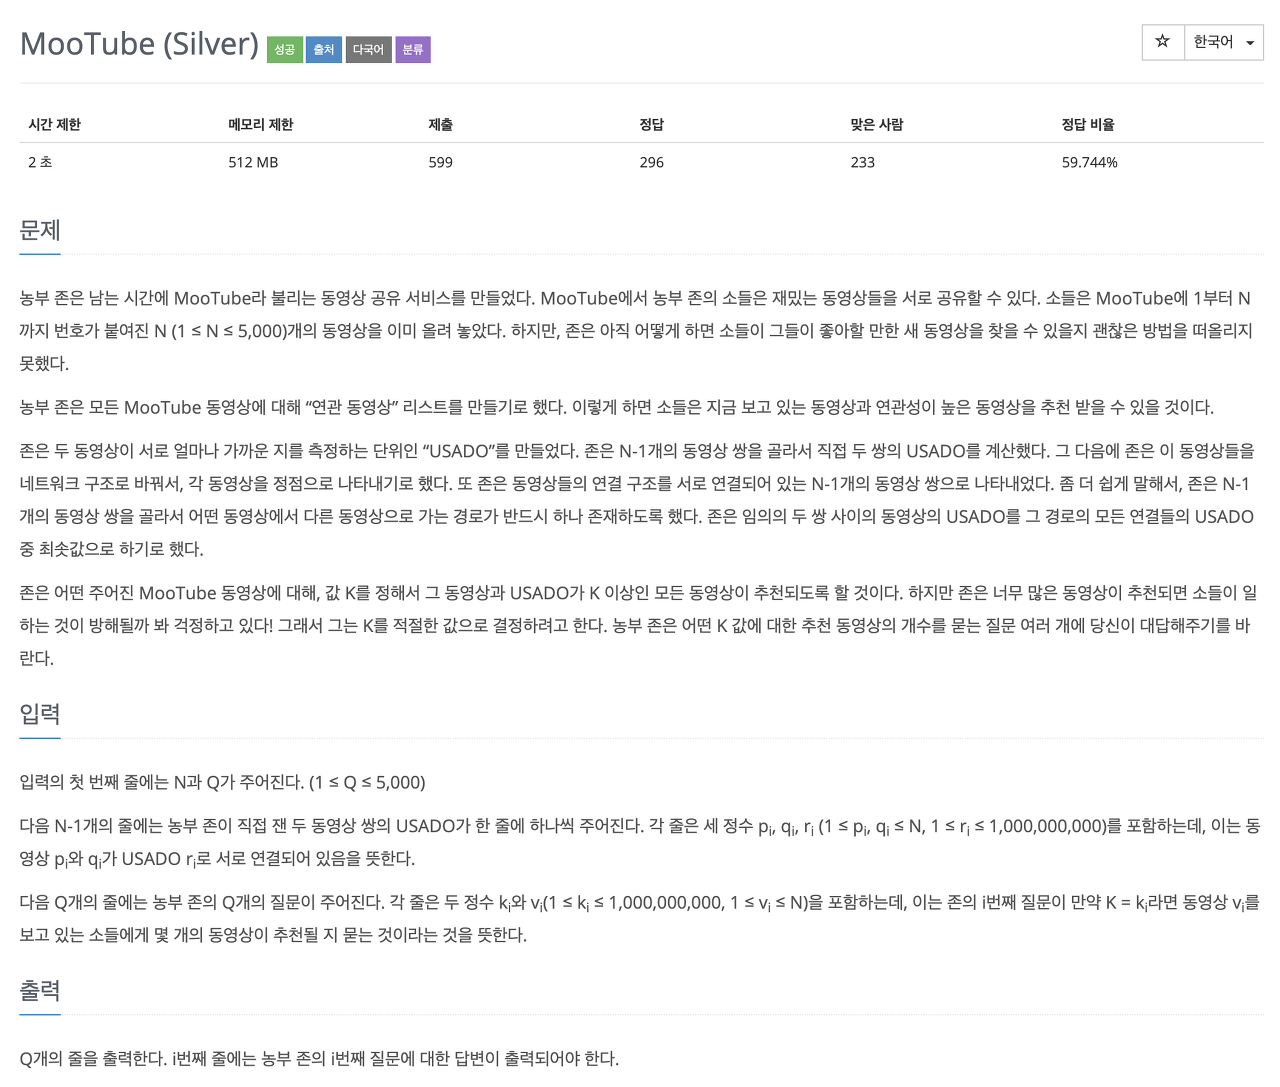 MooTube (Silver) 성공 출처 다국어 분류
☆ 한국어
시간 제한 메모리 제한 제출 정답 맞은 사람 정답 비율
2 초 512 MB 599 296 233 59.744%
문제
농부 존은 남는 시간에 MooTube라 불리는 동영상 공유 서비스를 만들었다. MooTube에서 농부 존의 소들은 재밌는 동영상들을 서로 공유할 수 있다. 소들은 MooTube에 1부터 N
까지 번호가 붙여진 N (1 ≤ N ≤ 5,000)개의 동영상을 이미 올려 놓았다. 하지만, 존은 아직 어떻게 하면 소들이 그들이 좋아할 만한 새 동영상을 찾을 수 있을지 괜찮은 방법을 떠올리지
못했다.
농부 존은 모든 MooTube 동영상에 대해 “연관 동영상” 리스트를 만들기로 했다. 이렇게 하면 소들은 지금 보고 있는 동영상과 연관성이 높은 동영상을 추천 받을 수 있을 것이다.
존은 두 동영상이 서로 얼마나 가까운 지를 측정하는 단위인 “USADO”를 만들었다. 존은 N-1개의 동영상 쌍을 골라서 직접 두 쌍의 USADO를 계산했다. 그 다음에 존은 이 동영상들을
네트워크 구조로 바꿔서, 각 동영상을 정점으로 나타내기로 했다. 또 존은 동영상들의 연결 구조를 서로 연결되어 있는 N-1개의 동영상 쌍으로 나타내었다. 좀 더 쉽게 말해서, 존은 N-1
개의 동영상 쌍을 골라서 어떤 동영상에서 다른 동영상으로 가는 경로가 반드시 하나 존재하도록 했다. 존은 임의의 두 쌍 사이의 동영상의 USADO를 그 경로의 모든 연결들의 USADO
중 최솟값으로 하기로 했다.
존은 어떤 주어진 MooTube 동영상에 대해, 값 K를 정해서 그 동영상과 USADO가 K 이상인 모든 동영상이 추천되도록 할 것이다. 하지만 존은 너무 많은 동영상이 추천되면 소들이 일
하는 것이 방해될까 봐 걱정하고 있다! 그래서 그는 K를 적절한 값으로 결정하려고 한다. 농부 존은 어떤 K 값에 대한 추천 동영상의 개수를 묻는 질문 여러 개에 당신이 대답해주기를 바
란다.
입력
입력의 첫 번째 줄에는 N과 Q가 주어진다. (1 ≤ Q ≤ 5,000)
다음 N-1개의 줄에는 농부 존이 직접 잰 두 동영상 쌍의 USADO가 한 줄에 하나씩 주어진다. 각 줄은 세 정수 pi, qi, ri (1 ≤ pi, qi ≤ N, 1 ≤ ri ≤ 1,000,000,000)를 포함하는데, 이는 동
영상 pi와 qi가 USADO ri로 서로 연결되어 있음을 뜻한다.
다음 Q개의 줄에는 농부 존의 Q개의 질문이 주어진다. 각 줄은 두 정수 ki와 vi(1 ≤ ki ≤ 1,000,000,000, 1 ≤ vi ≤ N)을 포함하는데, 이는 존의 i번째 질문이 만약 K = ki라면 동영상 vi를
보고 있는 소들에게 몇 개의 동영상이 추천될 지 묻는 것이라는 것을 뜻한다.
출력
Q개의 줄을 출력한다. i번째 줄에는 농부 존의 i번째 질문에 대한 답변이 출력되어야 한다.